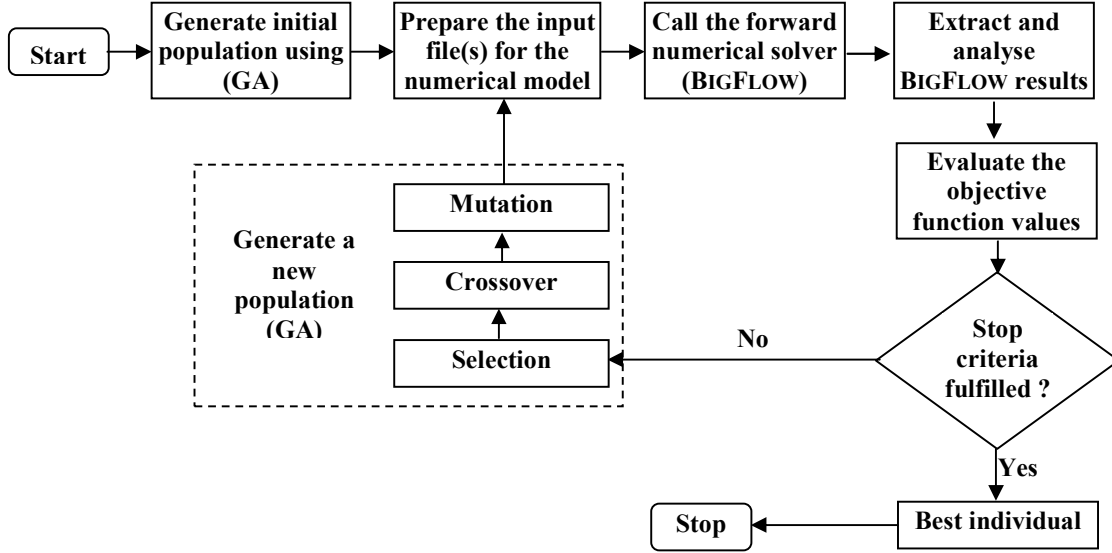 Start
Generate initial
population using
(GA)
Prepare the input
file(s) for the
numerical model
Call the forward
numerical solver
(BIGFLOW)
Extract and
analyse
BIGFLOW results
Evaluate the
objective
function values
Stop
criteria
fulfilled ?
No
Yes
Generate a
new
population
(GA)
Mutation
Crossover
Selection
Best individual
Stop